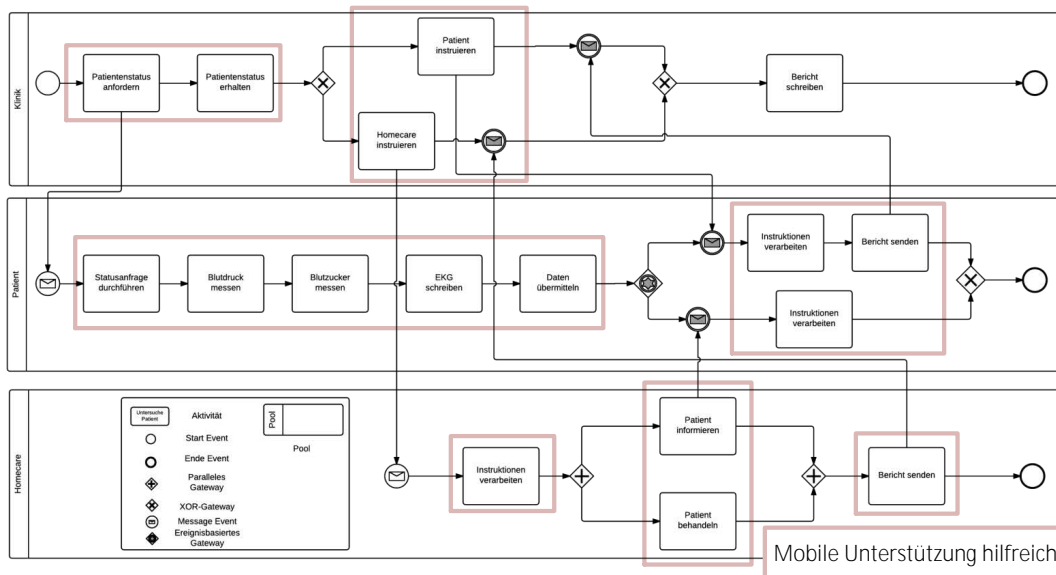 Klinik
Patientenstatus
anfordern
Patientenstatus
erhalten
Patient
instruieren
Homecare
instruieren
Bericht
schreiben
Patient
Statusanfrage
durchführen
Blutdruck
messen
Blutzucker
messen
EKG
schreiben
Daten
übermitteln
Instruktionen
verarbeiten
Bericht senden
Instruktionen
verarbeiten
Homecare
Untersuche
Patient
Aktivität
Start Event
Ende Event
Paralleles
Gateway
XOR-Gateway
Message Event
Ereignisbasiertes
Gateway
Pool
Pool
Instruktionen
verarbeiten
Patient
informieren
Patient
behandeln
Bericht senden
Mobile Unterstützung hilfreich